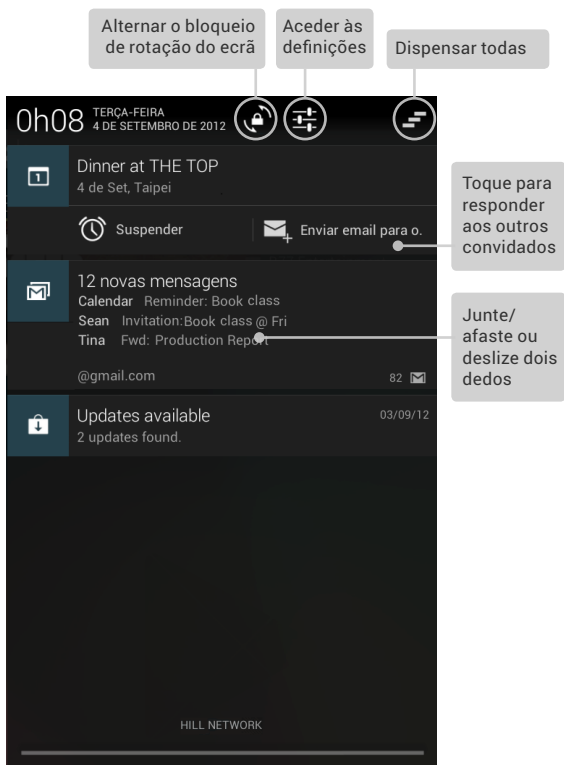 Alternar o bloqueio
de rotação do ecrã
Aceder às
definições
Dispensar todas
0h08
TERÇA-FEIRA
4 DE SETEMBRO DE 2012
1
Dinner at THE TOP
4 de Set, Taipei
Suspender
Enviar email para o.
Toque para
responder
aos outros
convidados
12 novas mensagens
Calendar Reminder: Book class
Sean Invitation:Book class @ Fri
Tina Fwd: Production Report
@gmail.com
82
Junte/
afaste ou
deslize dois
dedos
Updates available
03/09/12
2 updates found.
HILL NETWORK